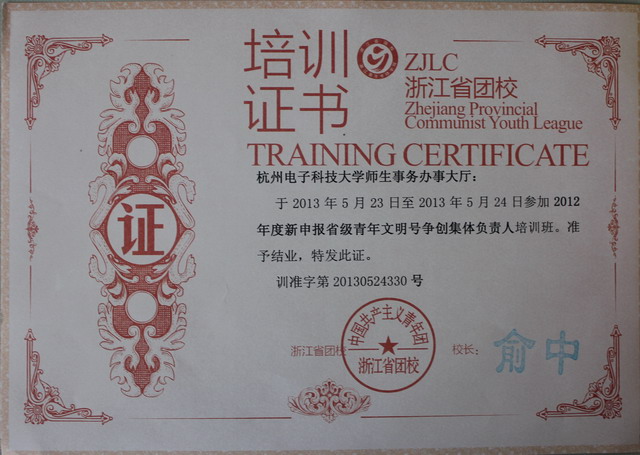 培训
证书
ZJLC
浙江省团校
Zhejiang Provincial
Communist Youth League
TRAINING CERTIFICATE
杭州电子科技大学师生事务办事大厅：
于 2013 年 5 月 23 日至 2013 年 5 月 24 日参加 2012
年度新申报省级青年文明号争创集体负责人培训班。准
予结业，特发此证。
训准字第 20130524330 号
证
浙江省团校
中国共产主义青年团
浙江省团校
校长：
俞中